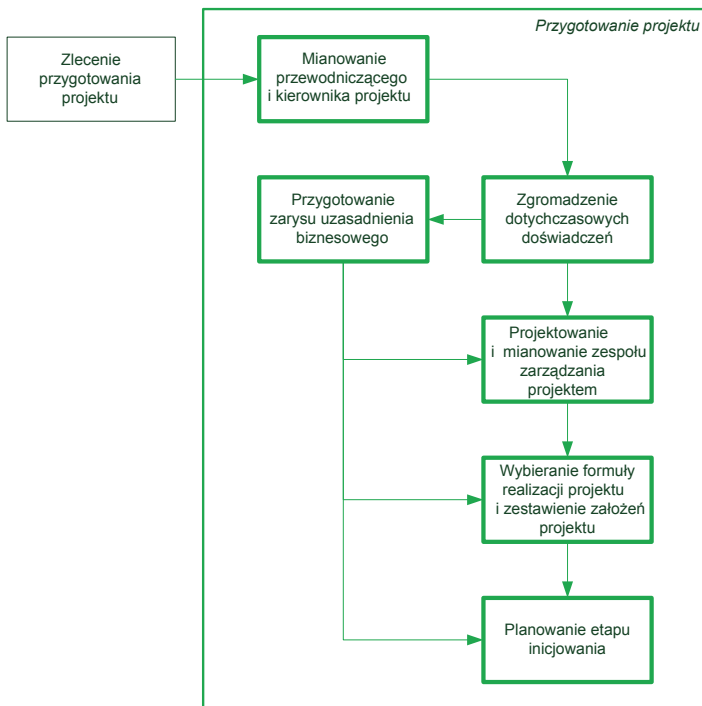 Przygotowanie projektu
Zlecenie
przygotowania
projektu
Mianowanie
przewodniczącego
i kierownika projektu
Przygotowanie
zarysu uzasadnienia
biznesowego
Zgromadzenie
dotychczasowych
doświadczeń
Projektowanie
i mianowanie zespołu
zarządzania
projektem
Wybieranie formuły
realizacji projektu
i zestawienie założeń
projektu
Planowanie etapu
inicjowania